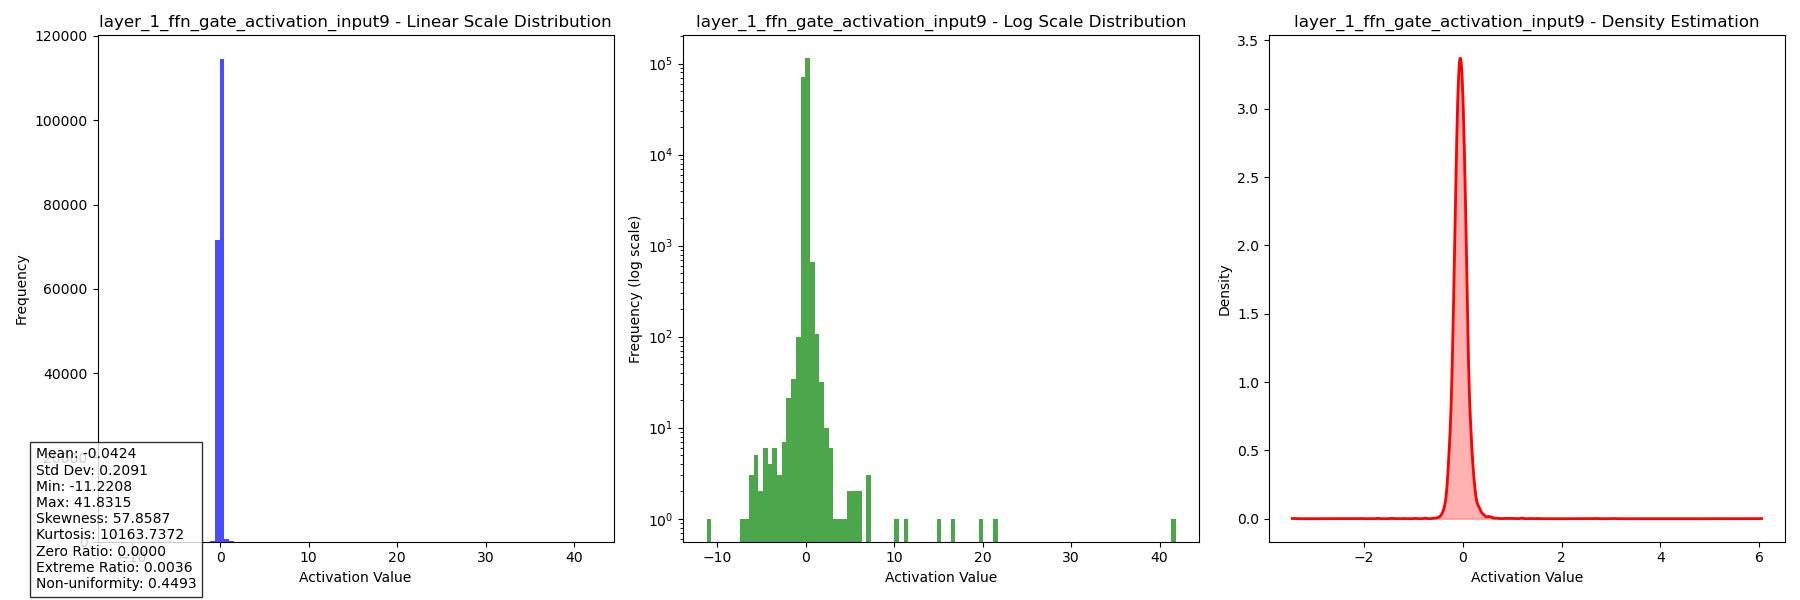 layer_1_ffn_gate_activation_input9 - Linear Scale Distribution
120000
100000
80000
60000
40000
Frequency
0
10
20
30
40
Activation Value
Mean: -0.0424
Std Dev: 0.2091
Min: -11.2208
Max: 41.8315
Skewness: 57.8587
Kurtosis: 10163.7372
Zero Ratio: 0.0000
Extreme Ratio: 0.0036
Non-uniformity: 0.4493
layer_1_ffn_gate_activation_input9 - Log Scale Distribution
10⁵
10⁴
10³
10²
10¹
10⁰
Frequency (log scale)
−10
0
10
20
30
40
Activation Value
layer_1_ffn_gate_activation_input9 - Density Estimation
3.5
3.0
2.5
2.0
1.5
1.0
0.5
0.0
Density
−2
0
2
4
6
Activation Value